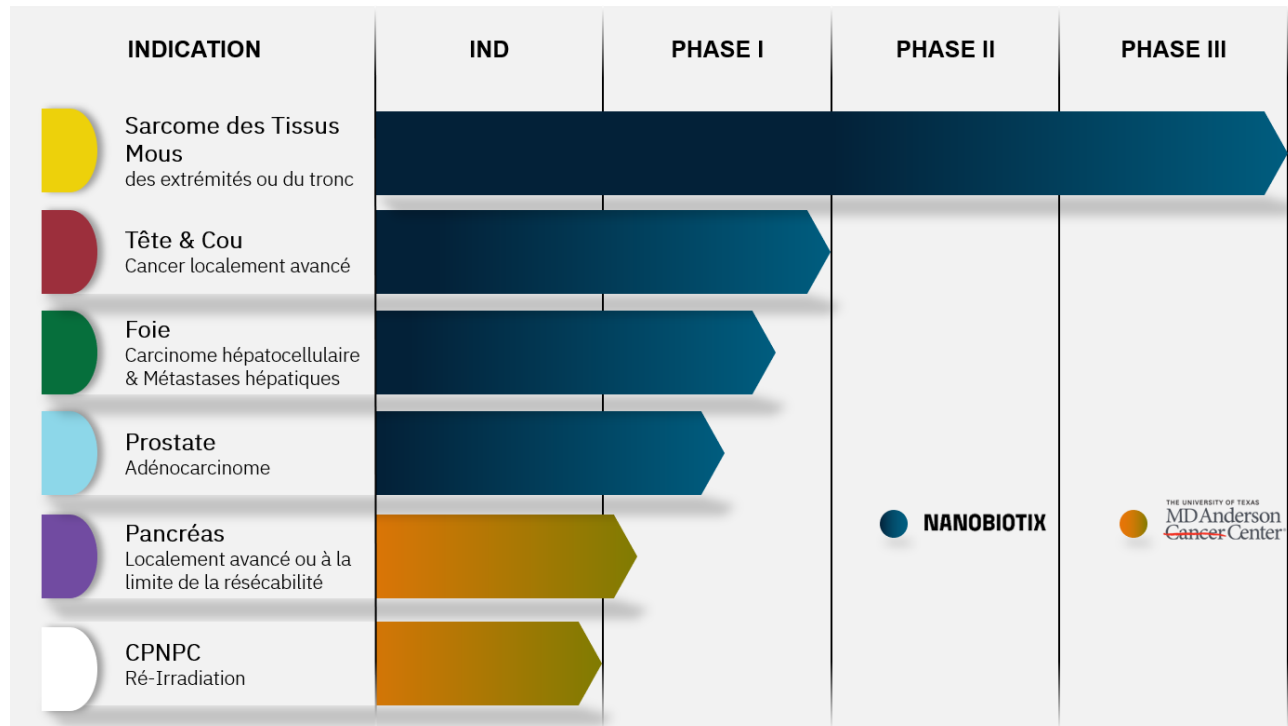 INDICATION
IND
PHASE I
PHASE II
PHASE III
Sarcome des Tissus
Mous
des extrémités ou du tronc
Tête & Cou
Cancer localement avancé
Foie
Carcinome hépatocellulaire
& Métastases hépatiques
Prostate
Adénocarcinome
NANOBIOTIX
THE UNIVERSITY OF TEXAS
MD Anderson
Cancer Center
Pancréas
Localement avancé ou à la
limite de la résécabilité
CPNPC
Ré-Irradiation